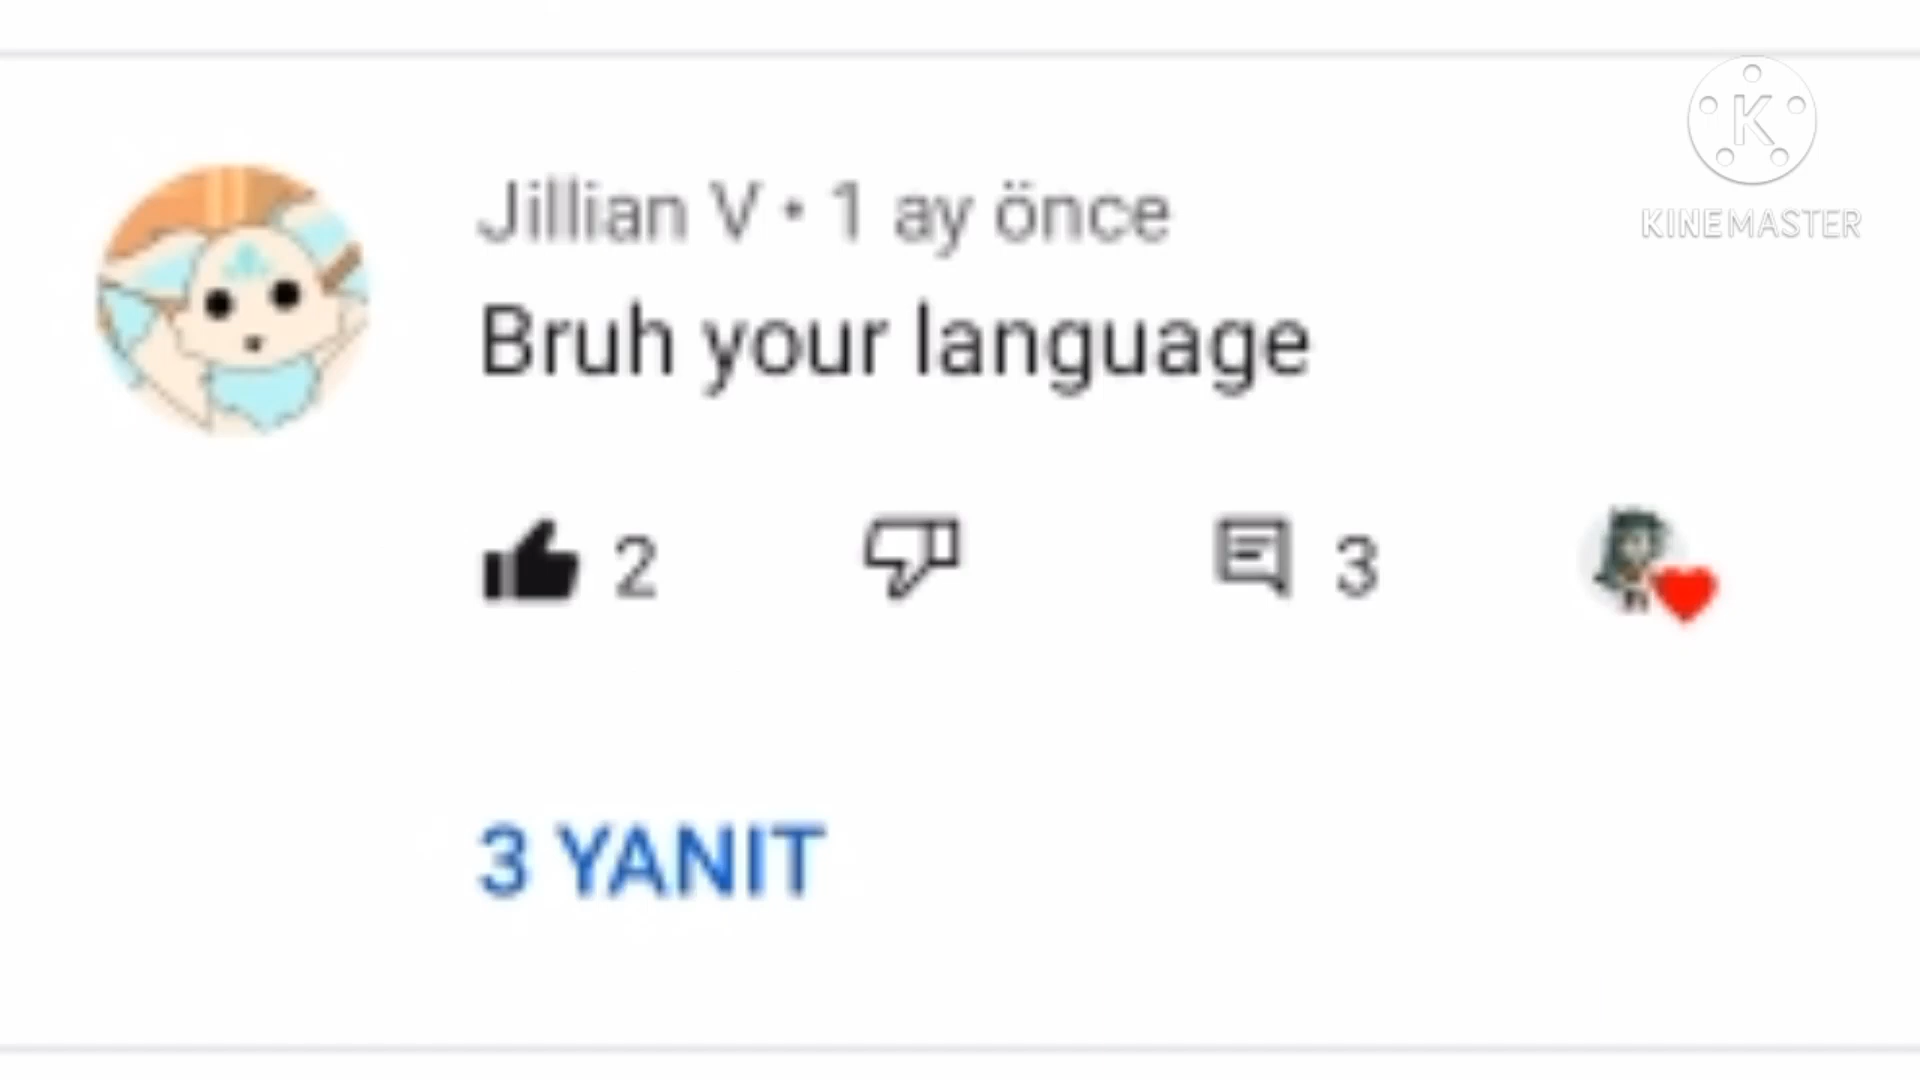 K
KINEMASTER
Jillian V • 1 ay önce
Bruh your language
2 3
3 YANIT